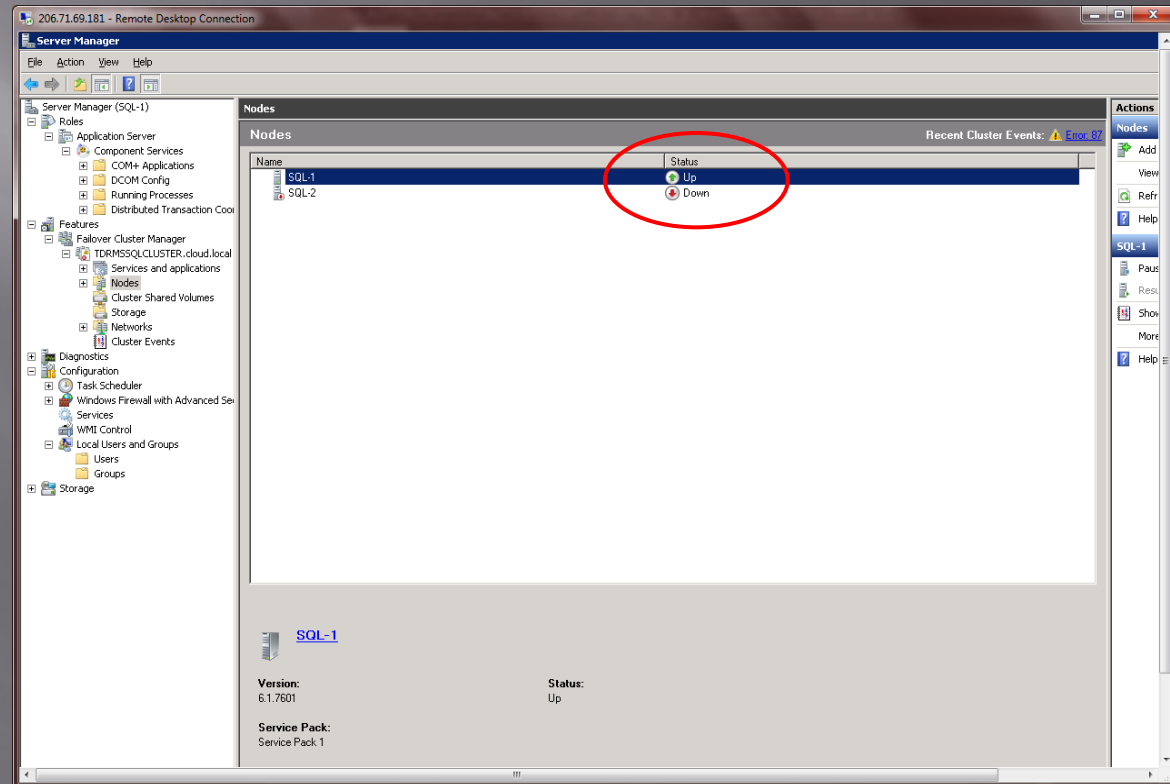 206.71.69.181 - Remote Desktop Connection
Server Manager
File Action View Help
Server Manager (SQL-1)
Roles
Application Server
Component Services
COM+ Applications
DCOM Config
Running Processes
Distributed Transaction Coor
Features
Failover Cluster Manager
TDRMSSQLCLUSTER.cloud.local
Services and applications
Nodes
Cluster Shared Volumes
Storage
Networks
Cluster Events
Diagnostics
Configuration
Task Scheduler
Windows Firewall with Advanced Se
Services
WMI Control
Local Users and Groups
Users
Groups
Storage
Nodes
Nodes Recent Cluster Events: Error: 87
Name Status
SQL-1 Up
SQL-2 Down
SQL-1
Version: Status:
6.1.7601 Up
Service Pack:
Service Pack 1
Actions
Nodes
Add
View
Refr
Help
SQL-1
Paus
Resu
Show
More
Help